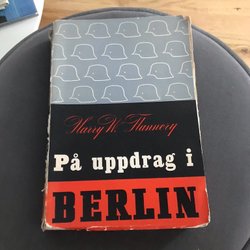 Harry W. Flannery
På uppdrag i
BERLIN